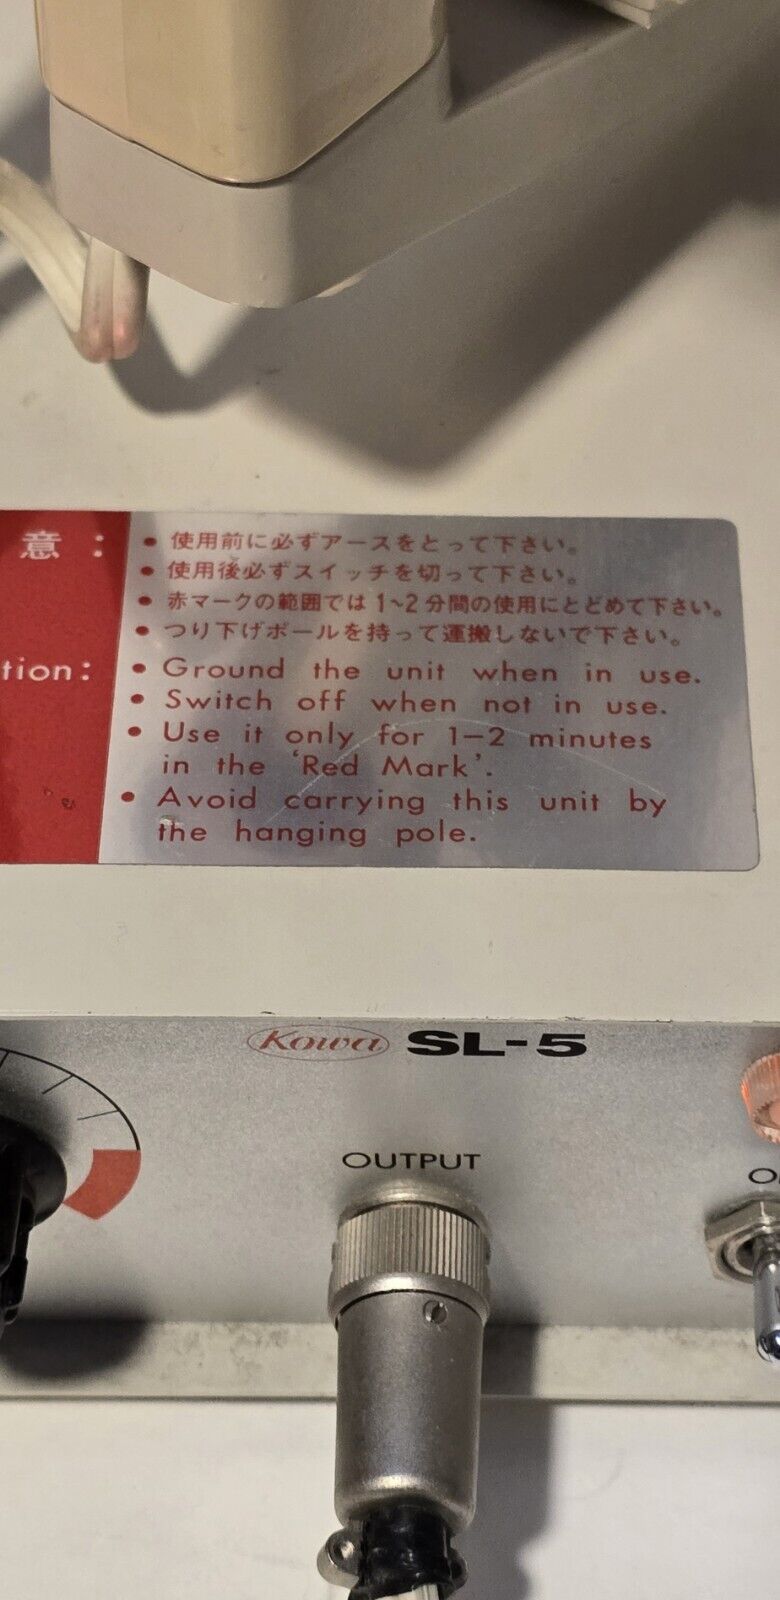 意：
• 使用前に必ずアースをとって下さい。
• 使用後必ずスイッチを切って下さい。
• 赤マークの範囲では1~2分間の使用にとどめて下さい。
• つり下げポールを持って運搬しないで下さい。
tion:
• Ground the unit when in use.
• Switch off when not in use.
• Use it only for 1–2 minutes
in the 'Red Mark'.
• Avoid carrying this unit by
the hanging pole.
Kowa SL-5
OUTPUT